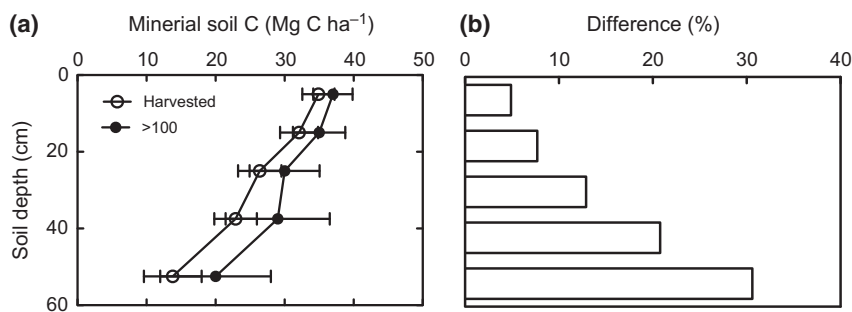 (a) Minerial soil C (Mg C ha⁻¹)
0 10 20 30 40 50
Soil depth (cm)
0
20
40
60
Harvested
>100
(b) Difference (%)
0 10 20 30 40